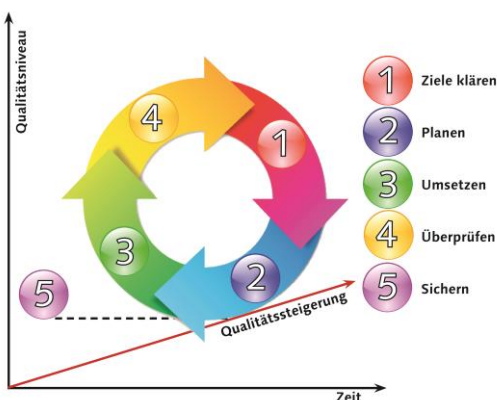 Qualitätsniveau
4
1
3
2
5
Qualitätssteigerung
Zeit
1 Ziele klären
2 Planen
3 Umsetzen
4 Überprüfen
5 Sichern